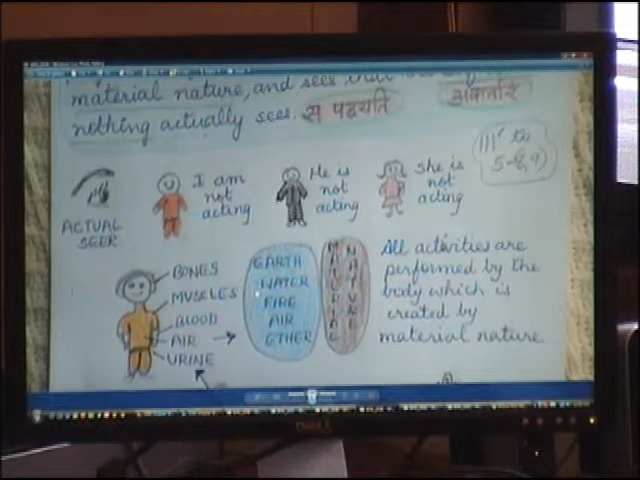 material nature, and sees that
nothing actually sees. स पश्यति
111rd to
5-8,9)
ACTUAL
SEER
I am
not
acting
He is
not
acting
She is
not
acting
BONES
MUSCLES
BLOOD
AIR
URINE
EARTH
WATER
FIRE
AIR
ETHER
MATERIAL
NATURE
All activities are
performed by the
body which is
created by
material nature
DELL